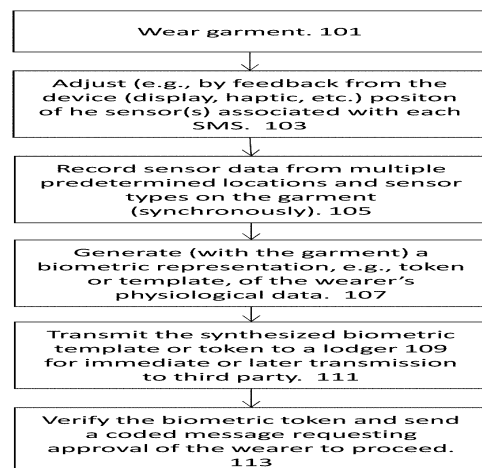 Wear garment. 101
Adjust (e.g., by feedback from the
device (display, haptic, etc.) positon
of he sensor(s) associated with each
SMS. 103
Record sensor data from multiple
predetermined locations and sensor
types on the garment
(synchronously). 105
Generate (with the garment) a
biometric representation, e.g., token
or template, of the wearer's
physiological data. 107
Transmit the synthesized biometric
template or token to a lodger 109
for immediate or later transmission
to third party. 111
Verify the biometric token and send
a coded message requesting
approval of the wearer to proceed.
113